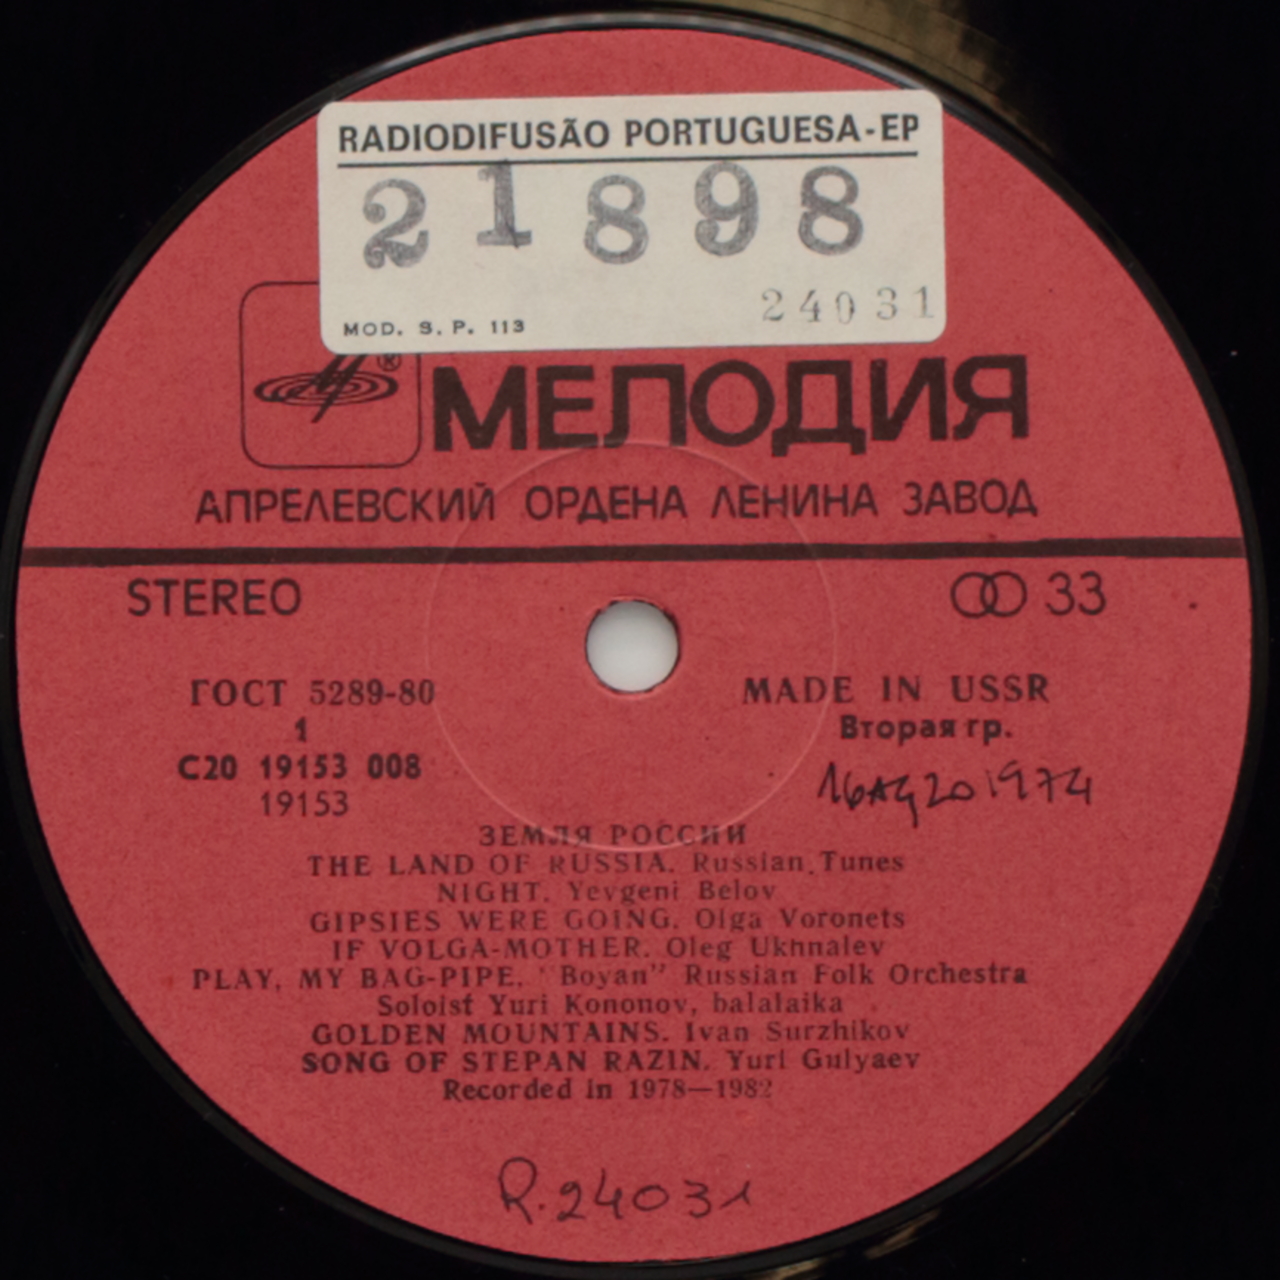 RADIODIFUSÃO PORTUGUESA-EP
21898
24031
MOD. S. P. 113
®
МЕЛОДИЯ
АПРЕЛЕВСКИЙ ОРДЕНА ЛЕНИНА ЗАВОД
STEREO
33
ГОСТ 5289-80
MADE IN USSR
1
Вторая гр.
С20 19153 008
19153
ЗЕМЛЯ РОССИИ
THE LAND OF RUSSIA. Russian Tunes
NIGHT. Yevgeni Belov
GIPSIES WERE GOING. Olga Voronets
IF VOLGA-MOTHER. Oleg Ukhnalev
PLAY, MY BAG-PIPE. "Boyan" Russian Folk Orchestra
Soloist Yuri Kononov, balalaika
GOLDEN MOUNTAINS. Ivan Surzhikov
SONG OF STEPAN RAZIN. Yuri Gulyaev
Recorded in 1978—1982
R.24031